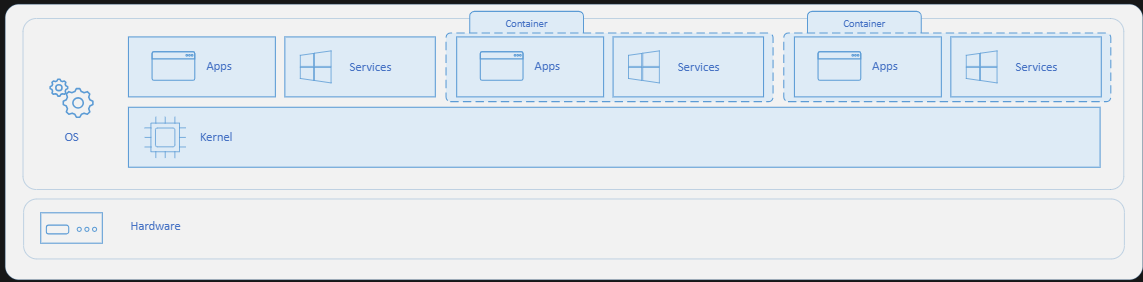 Container
Container
Apps
Services
Apps
Services
Apps
Services
OS
Kernel
Hardware